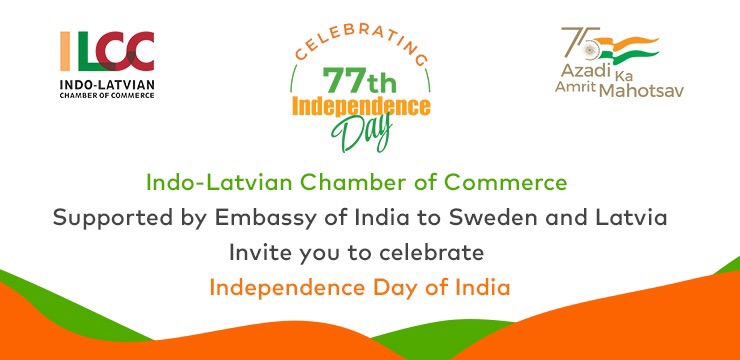 ILCC
INDO-LATVIAN
CHAMBER OF COMMERCE
CELEBRATING
77th
Independence
Day
75
Azadi Ka
Amrit Mahotsav
Indo-Latvian Chamber of Commerce
Supported by Embassy of India to Sweden and Latvia
Invite you to celebrate
Independence Day of India